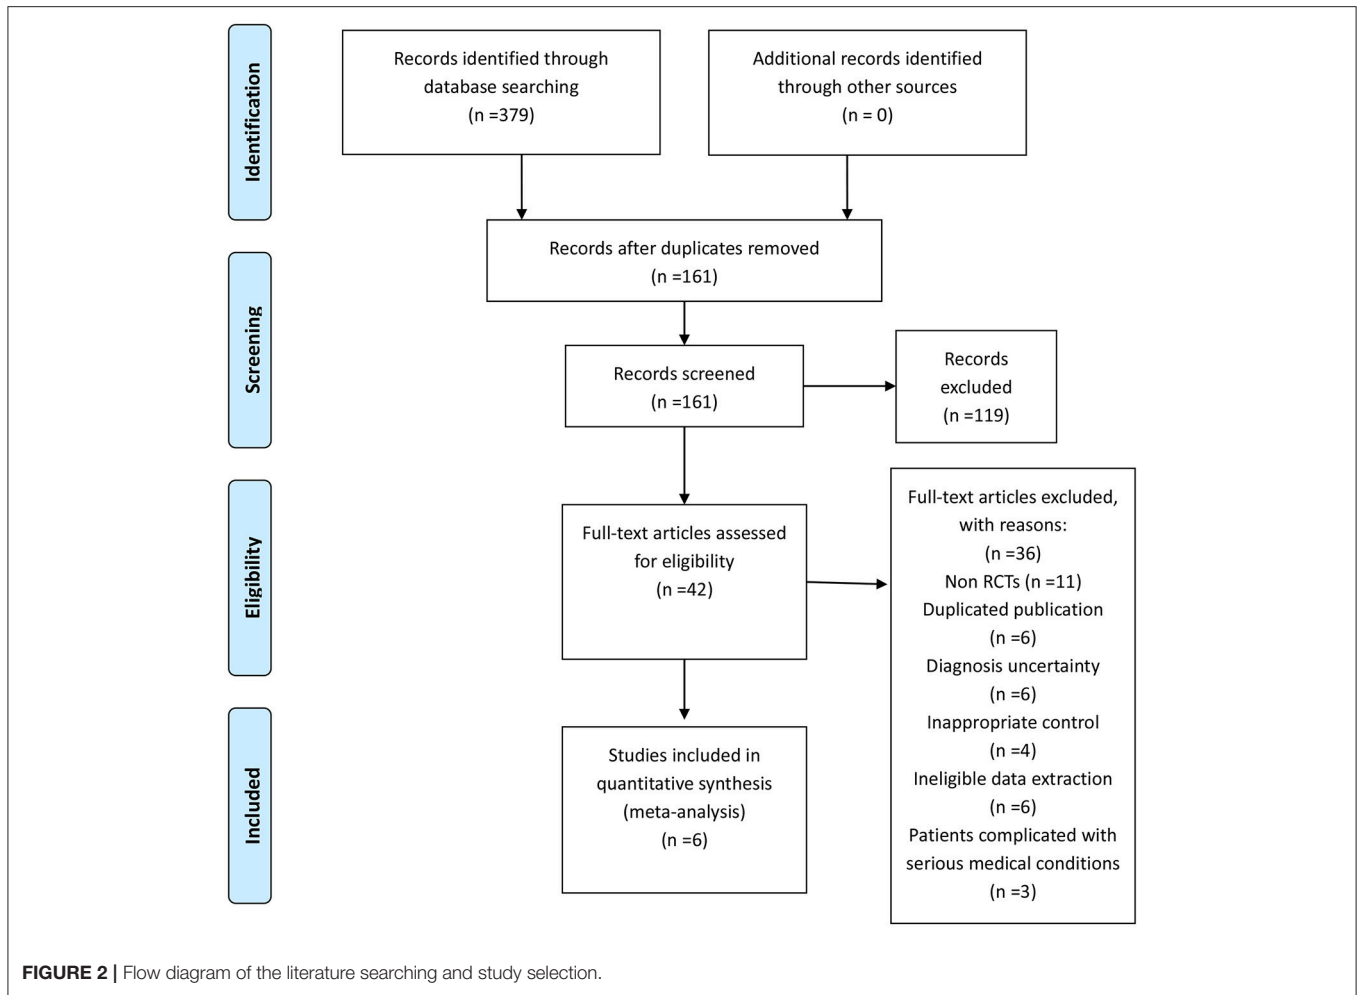 Identification
Records identified through
database searching
(n =379)
Additional records identified
through other sources
(n = 0)
Records after duplicates removed
(n =161)
Screening
Records screened
(n =161)
Records
excluded
(n =119)
Eligibility
Full-text articles assessed
for eligibility
(n =42)
Full-text articles excluded,
with reasons:
(n =36)
Non RCTs (n =11)
Duplicated publication
(n =6)
Diagnosis uncertainty
(n =6)
Inappropriate control
(n =4)
Ineligible data extraction
(n =6)
Patients complicated with
serious medical conditions
(n =3)
Included
Studies included in
quantitative synthesis
(meta-analysis)
(n =6)
FIGURE 2 | Flow diagram of the literature searching and study selection.